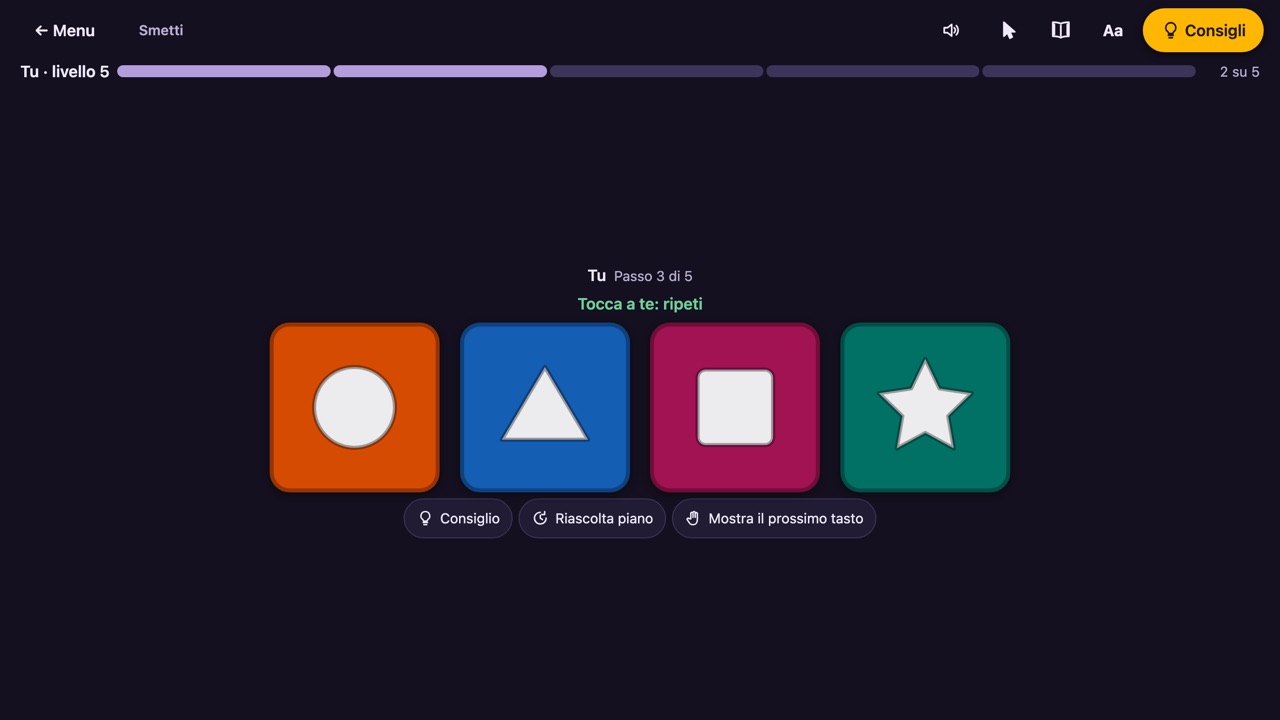 Menu
Smetti
Aa
Consigli
Tu · livello 5
2 su 5
Tu Passo 3 di 5
Tocca a te: ripeti
Consiglio
Riascolta piano
Mostra il prossimo tasto